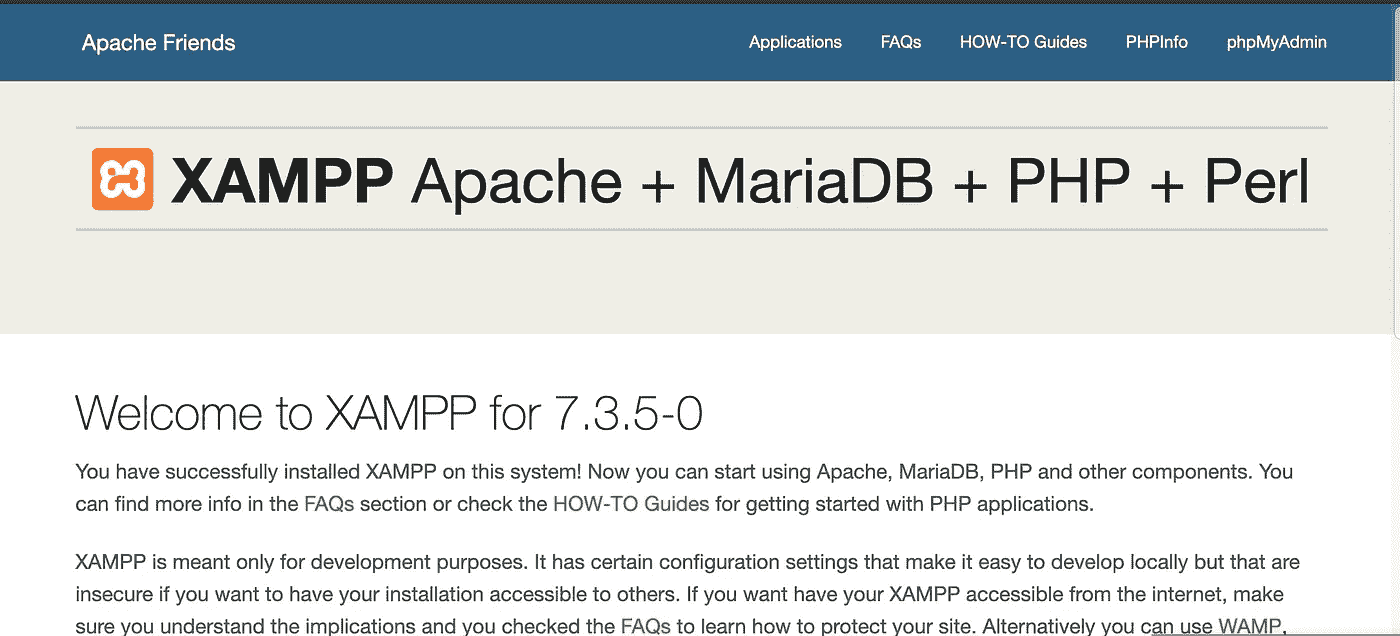 Apache Friends
Applications FAQs HOW-TO Guides PHPInfo phpMyAdmin
XAMPP Apache + MariaDB + PHP + Perl
Welcome to XAMPP for 7.3.5-0
You have successfully installed XAMPP on this system! Now you can start using Apache, MariaDB, PHP and other components. You
can find more info in the FAQs section or check the HOW-TO Guides for getting started with PHP applications.
XAMPP is meant only for development purposes. It has certain configuration settings that make it easy to develop locally but that are
insecure if you want to have your installation accessible to others. If you want have your XAMPP accessible from the internet, make
sure you understand the implications and you checked the FAQs to learn how to protect your site. Alternatively you can use WAMP,